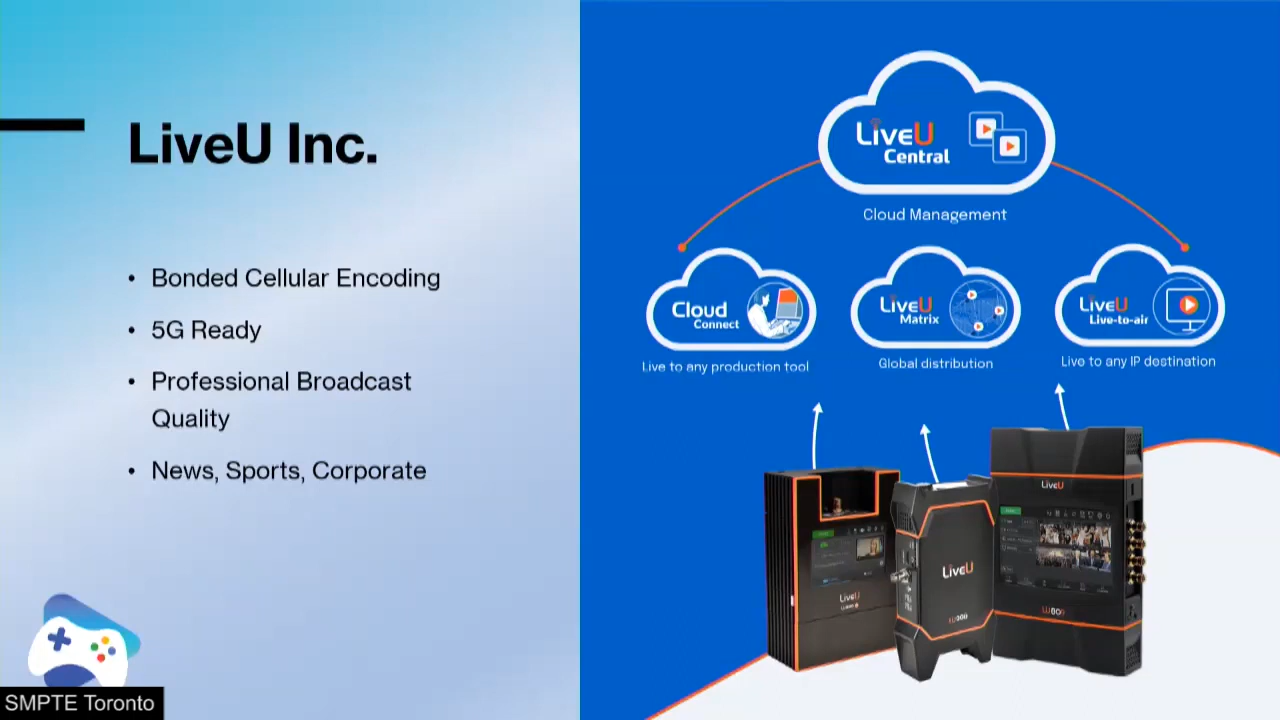 LiveU Inc.
• Bonded Cellular Encoding
• 5G Ready
• Professional Broadcast
Quality
• News, Sports, Corporate
SMPTE Toronto
LiveU
Central
Cloud Management
Cloud
Connect
Live to any production tool
LiveU
Matrix
Global distribution
LiveU
Live-to-air
Live to any IP destination
LiveU
LiveU
LiveU